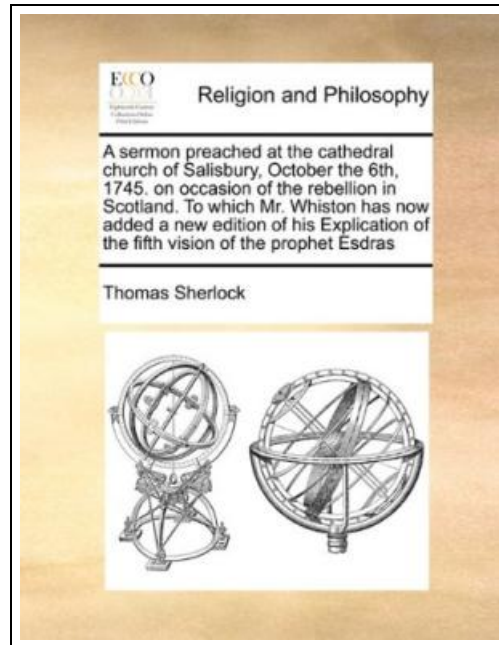 ECCO
Religion and Philosophy
A sermon preached at the cathedral
church of Salisbury, October the 6th,
1745. on occasion of the rebellion in
Scotland. To which Mr. Whiston has now
added a new edition of his Explication of
the fifth vision of the prophet Esdras
Thomas Sherlock